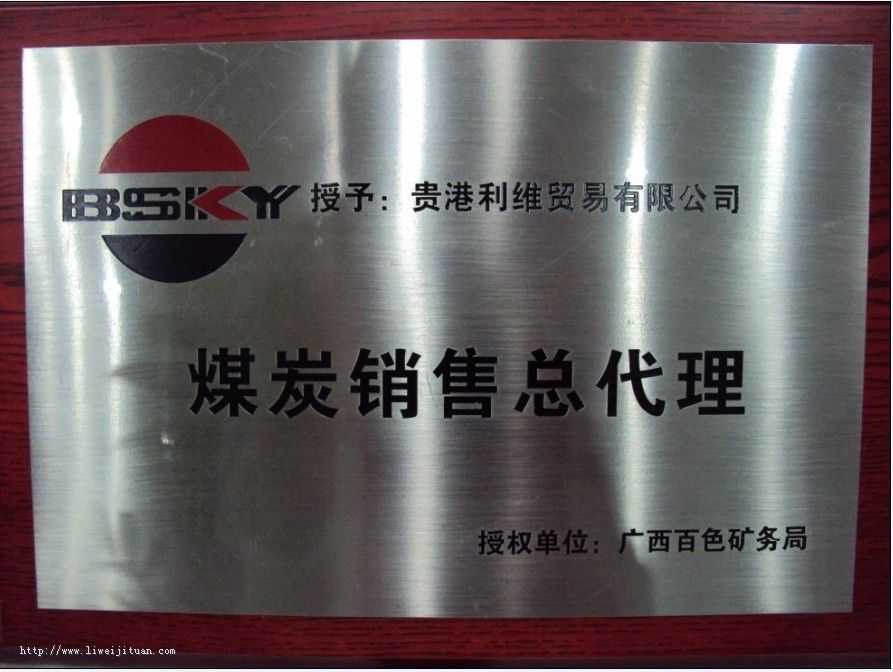 BSKY 授予：贵港利维贸易有限公司
煤炭销售总代理
授权单位：广西百色矿务局
http://www.liweijituan.com